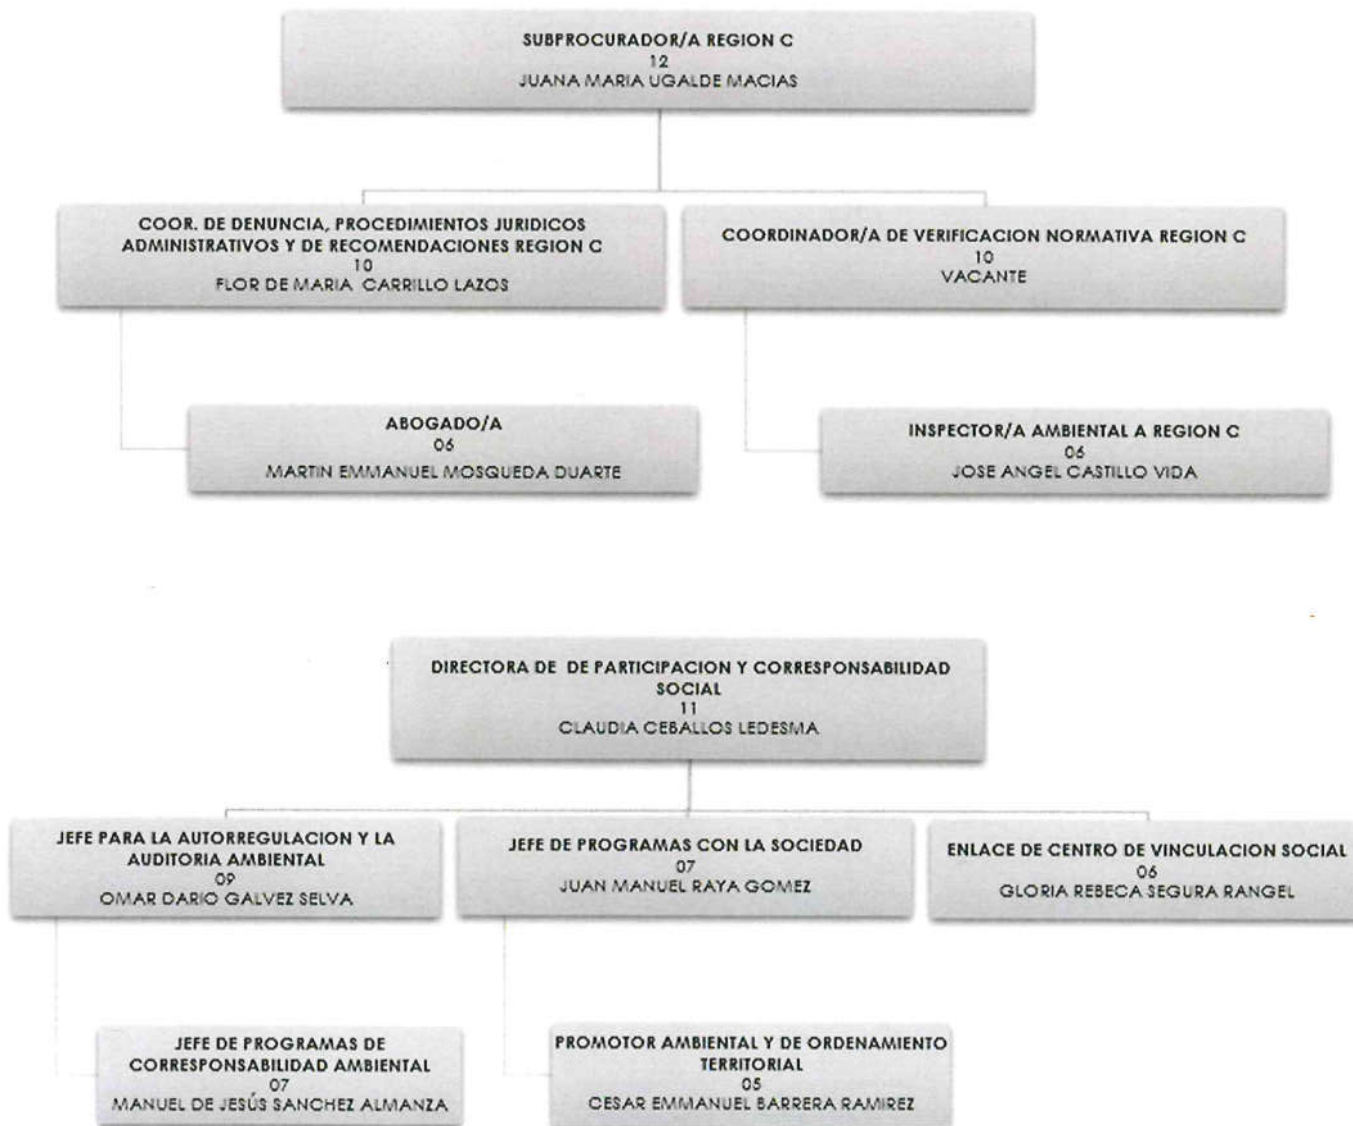 SUBPROCURADOR/A REGION C
12
JUANA MARIA UGALDE MACIAS
COOR. DE DENUNCIA, PROCEDIMIENTOS JURIDICOS
ADMINISTRATIVOS Y DE RECOMENDACIONES REGION C
10
FLOR DE MARIA CARRILLO LAZOS
COORDINADOR/A DE VERIFICACION NORMATIVA REGION C
10
VACANTE
ABOGADO/A
06
MARTIN EMMANUEL MOSQUEDA DUARTE
INSPECTOR/A AMBIENTAL A REGION C
06
JOSE ANGEL CASTILLO VIDA
DIRECTORA DE DE PARTICIPACION Y CORRESPONSABILIDAD
SOCIAL
11
CLAUDIA CEBALLOS LEDESMA
JEFE PARA LA AUTORREGULACION Y LA
AUDITORIA AMBIENTAL
09
OMAR DARIO GALVEZ SELVA
JEFE DE PROGRAMAS CON LA SOCIEDAD
07
JUAN MANUEL RAYA GOMEZ
ENLACE DE CENTRO DE VINCULACION SOCIAL
06
GLORIA REBECA SEGURA RANGEL
JEFE DE PROGRAMAS DE
CORRESPONSABILIDAD AMBIENTAL
07
MANUEL DE JESÚS SANCHEZ ALMANZA
PROMOTOR AMBIENTAL Y DE ORDENAMIENTO
TERRITORIAL
05
CESAR EMMANUEL BARRERA RAMIREZ